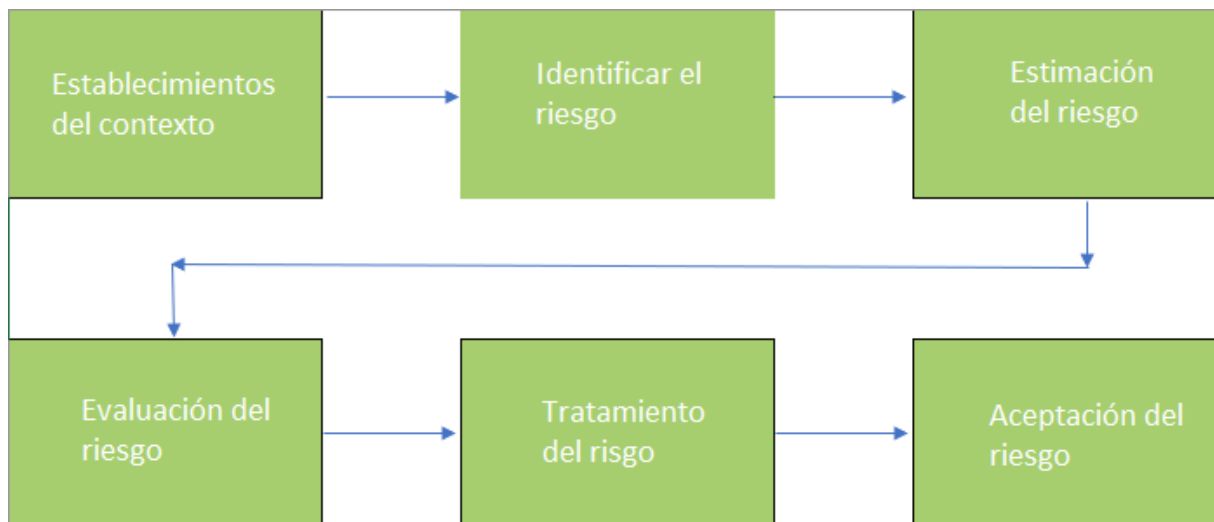 Establecimientos
del contexto
Identificar el
riesgo
Estimación
del riesgo
Evaluación del
riesgo
Tratamiento
del risgo
Aceptación del
riesgo